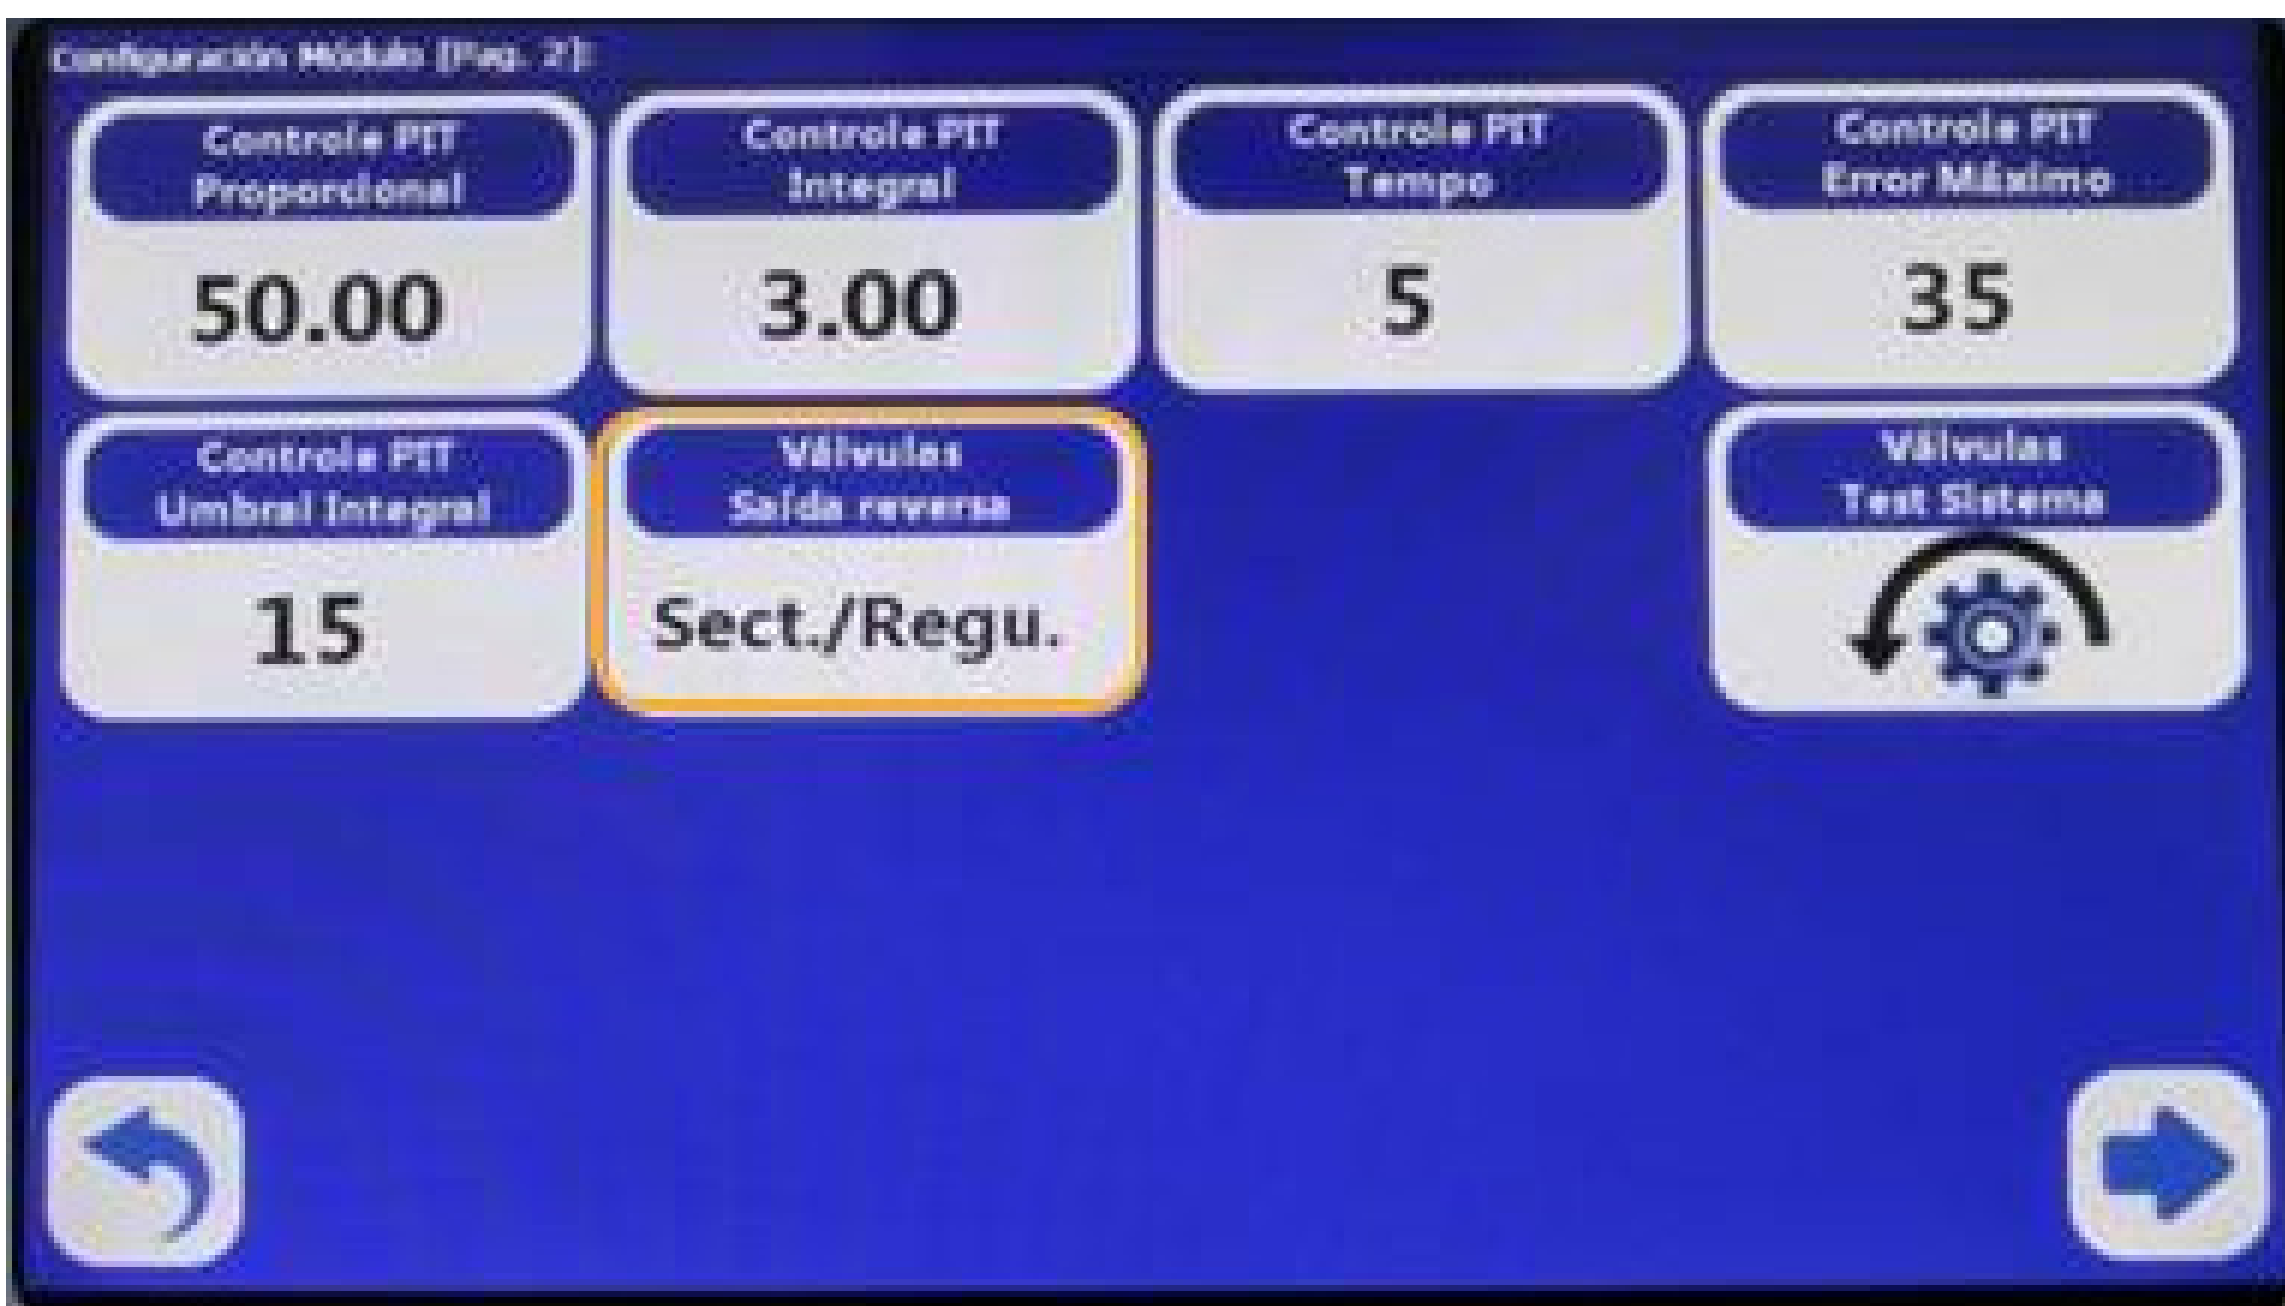 Configuración Módulo [Pag. 2]:
Controle PIT
Proporcional
50.00
Controle PIT
Integral
3.00
Controle PIT
Tempo
5
Controle PIT
Error Máximo
35
Controle PIT
Umbral Integral
15
Válvulas
Saída reversa
Sect./Regu.
Válvulas
Test Sistema